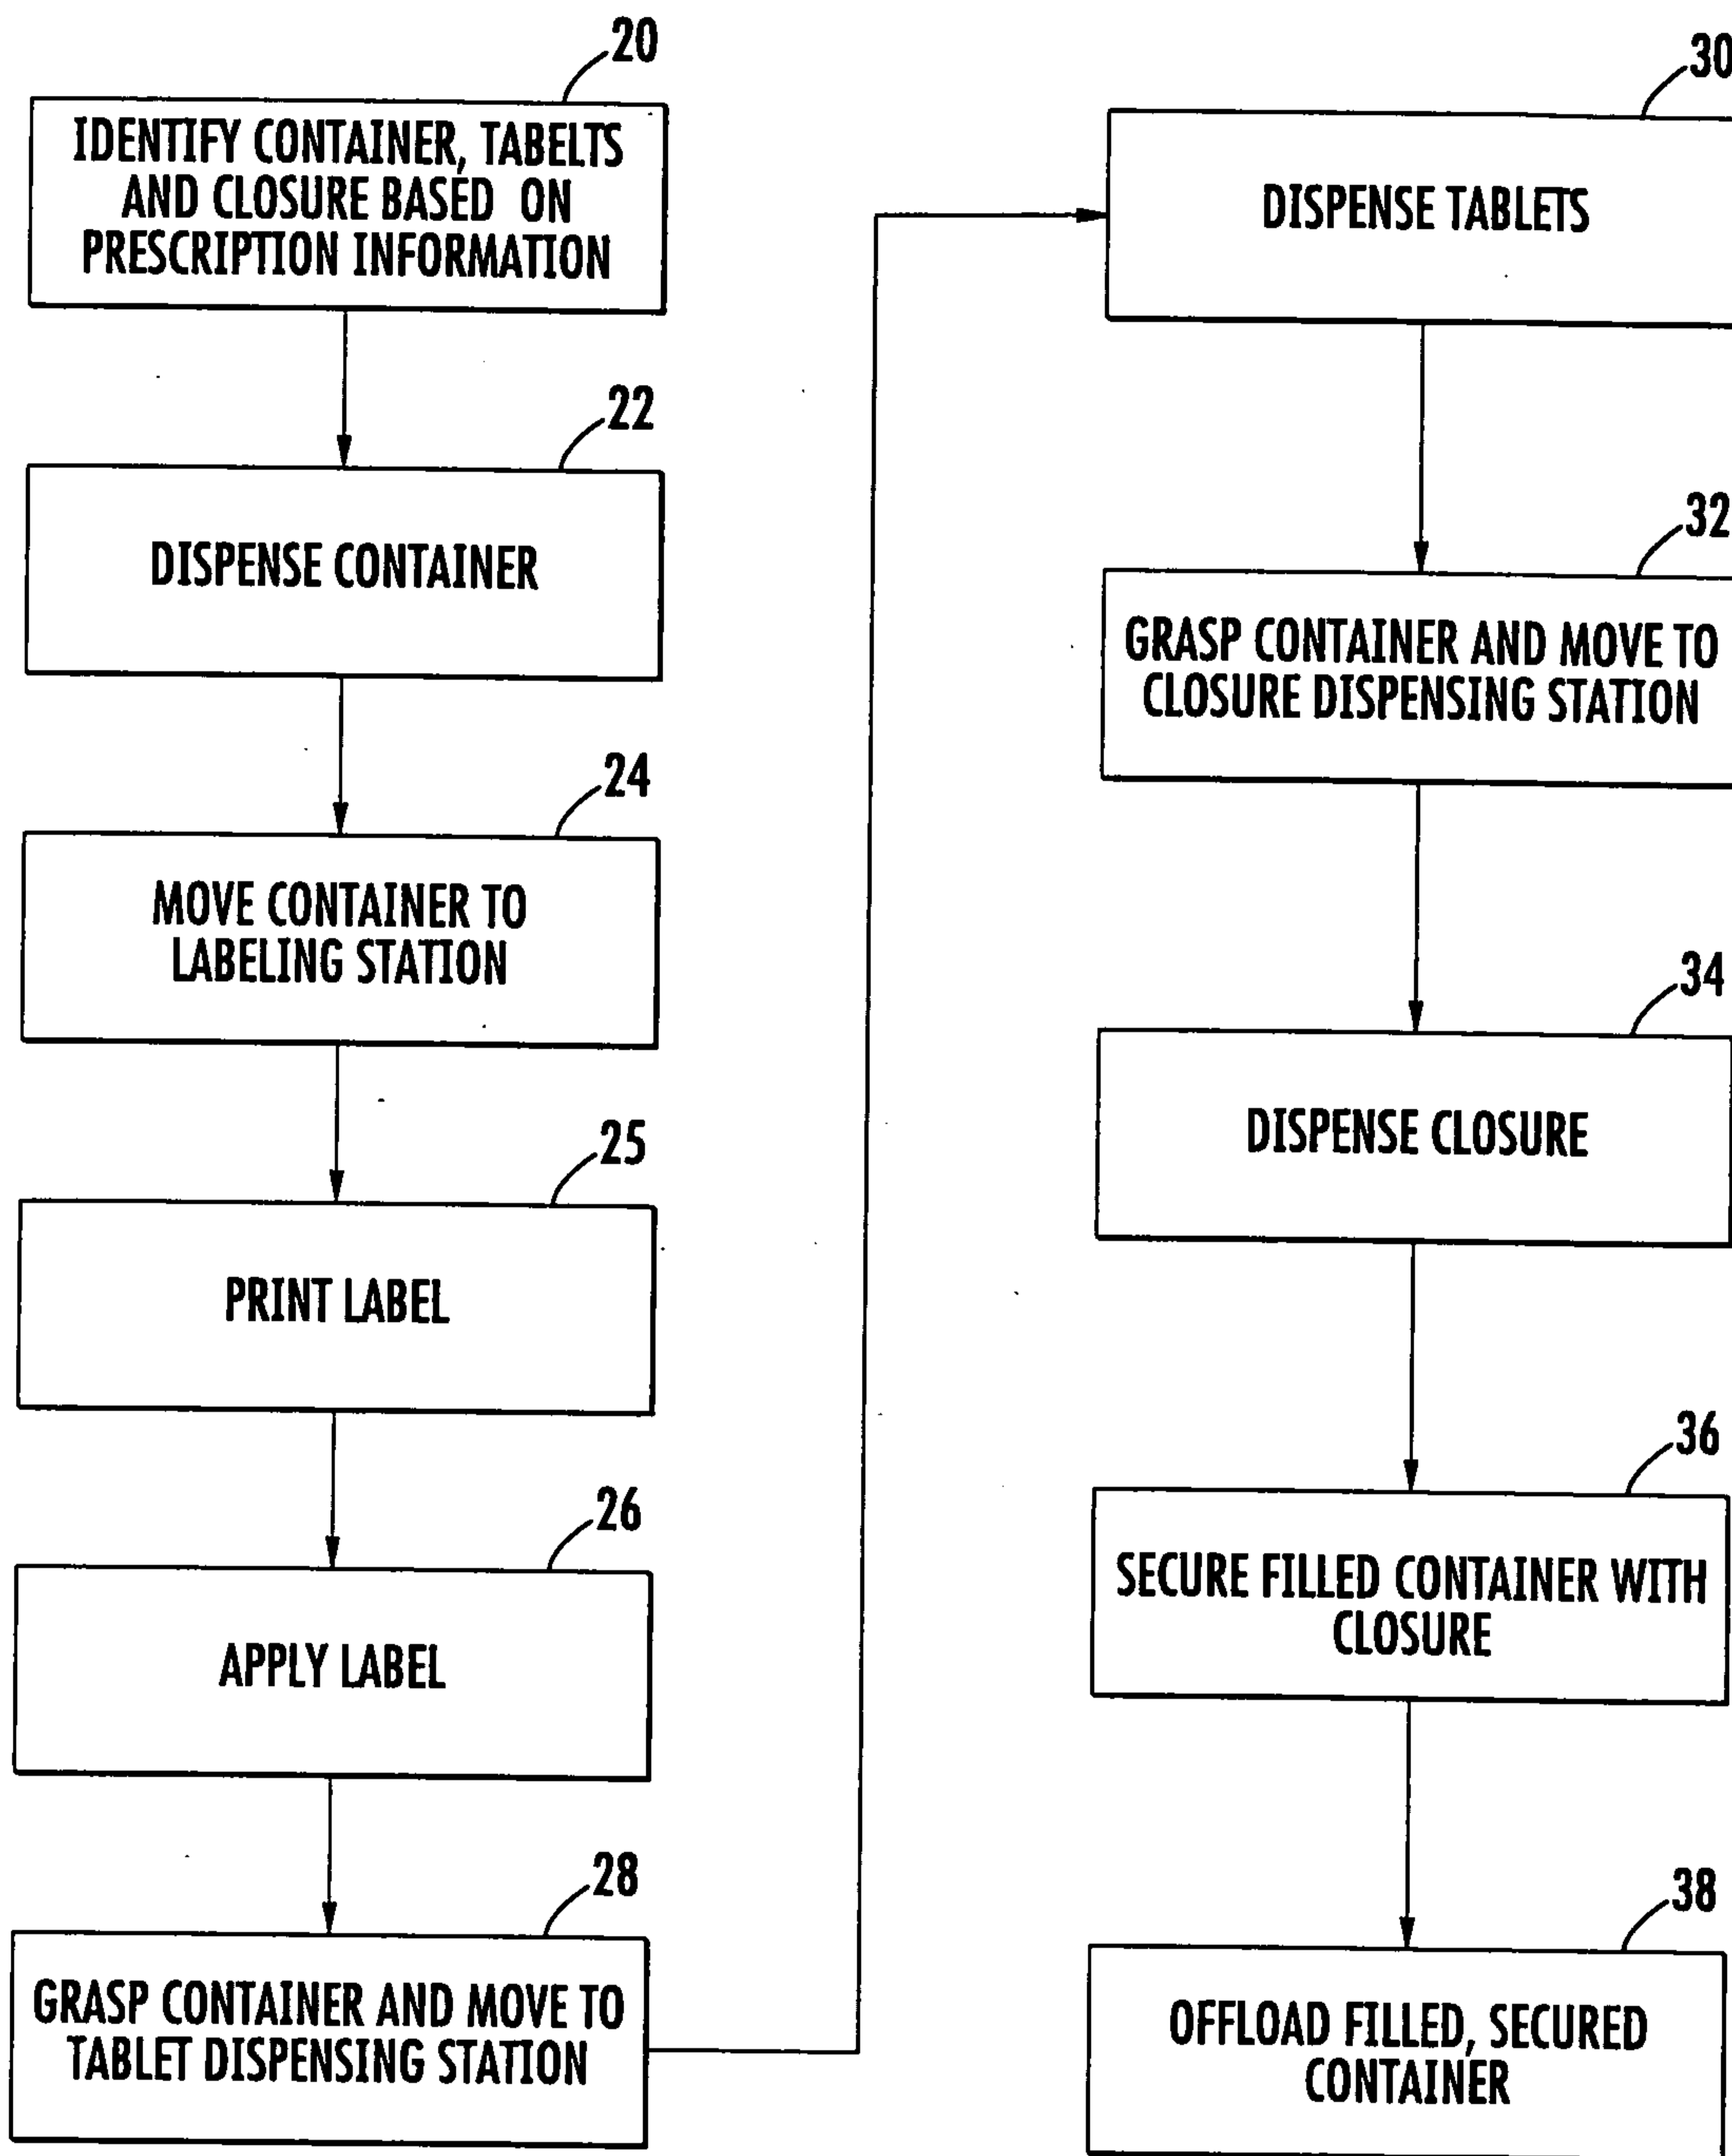 20
IDENTIFY CONTAINER, TABELTS
AND CLOSURE BASED ON
PRESCRIPTION INFORMATION
22
DISPENSE CONTAINER
24
MOVE CONTAINER TO
LABELING STATION
25
PRINT LABEL
26
APPLY LABEL
28
GRASP CONTAINER AND MOVE TO
TABLET DISPENSING STATION
30
DISPENSE TABLETS
32
GRASP CONTAINER AND MOVE TO
CLOSURE DISPENSING STATION
34
DISPENSE CLOSURE
36
SECURE FILLED CONTAINER WITH
CLOSURE
38
OFFLOAD FILLED, SECURED
CONTAINER